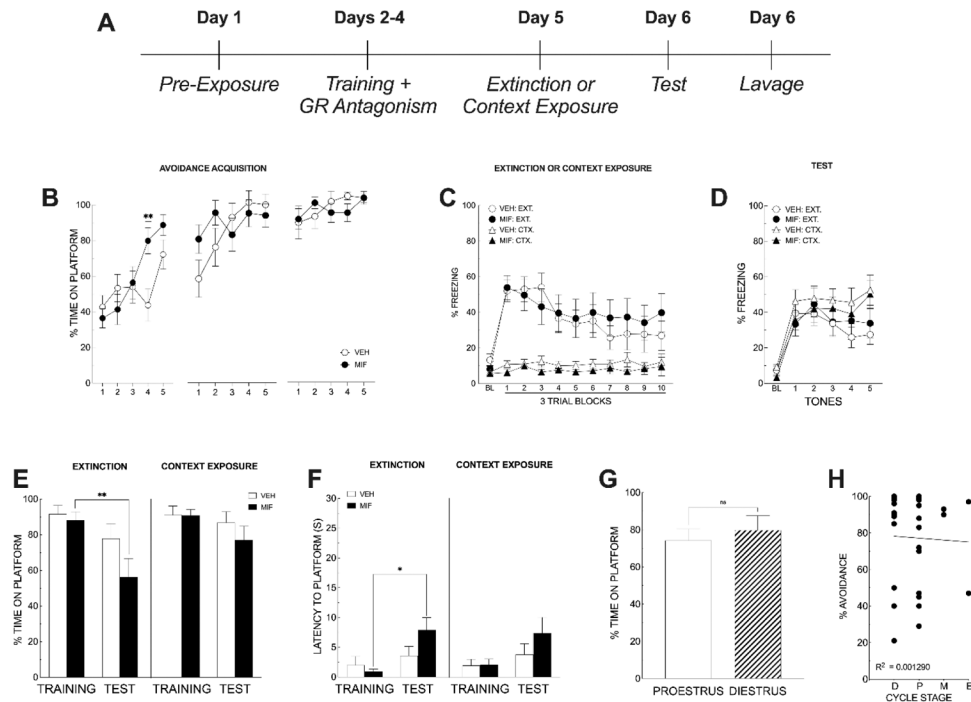 A
Day 1
Days 2-4
Day 5
Day 6
Day 6
Pre-Exposure
Training +
GR Antagonism
Extinction or
Context Exposure
Test
Lavage
AVOIDANCE ACQUISITION
B
% TIME ON PLATFORM
100
80
60
40
20
0
**
VEH
MIF
1 2 3 4 5
1 2 3 4 5
1 2 3 4 5
EXTINCTION OR CONTEXT EXPOSURE
C
VEH: EXT.
MIF: EXT.
VEH: CTX.
MIF: CTX.
% FREEZING
100
80
60
40
20
0
BL 1 2 3 4 5 6 7 8 9 10
3 TRIAL BLOCKS
TEST
D
VEH: EXT.
MIF: EXT.
VEH: CTX.
MIF: CTX.
% FREEZING
100
80
60
40
20
0
BL 1 2 3 4 5
TONES
E
EXTINCTION
CONTEXT EXPOSURE
VEH
MIF
**
% TIME ON PLATFORM
100
80
60
40
20
0
TRAINING TEST TRAINING TEST
F
EXTINCTION
CONTEXT EXPOSURE
VEH
MIF
*
LATENCY TO PLATFORM (S)
20
15
10
5
0
TRAINING TEST TRAINING TEST
G
ns
% TIME ON PLATFORM
100
80
60
40
20
0
PROESTRUS DIESTRUS
H
% AVOIDANCE
100
80
60
40
20
0
R² = 0.001290
D P M E
CYCLE STAGE